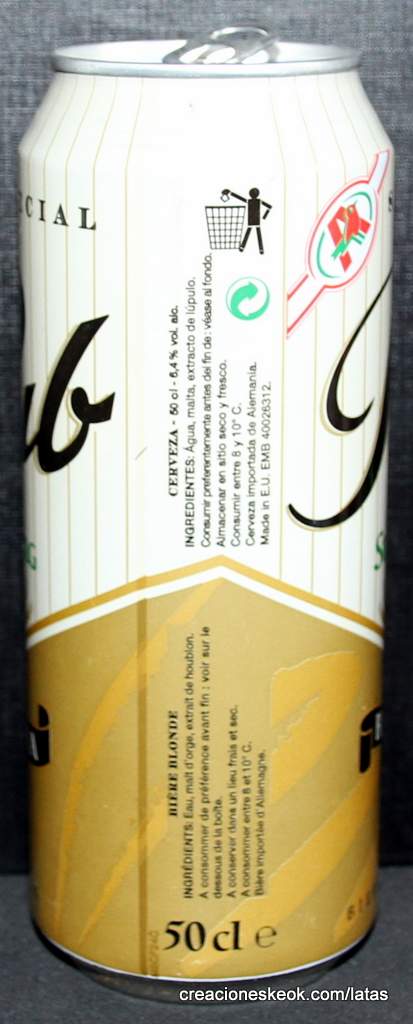 CIAL
CERVEZA - 50 cl - 6,4 % vol. alc.
INGREDIENTES: Agua, malta, extracto de lúpulo.
Consumir preferentemente antes del fin de : véase al fondo.
Almacenar en sitio seco y fresco.
Consumir entre 8 y 10° C.
Cerveza importada de Alemania.
Made in E.U. EMB 40026312.
BIÈRE BLONDE
INGRÉDIENTS: Eau, malt d'orge, extrait de houblon.
A consommer de préférence avant fin : voir sur le
dessous de la boîte.
A conserver dans un lieu frais et sec.
A consommer entre 8 et 10° C.
Bière importée d'Allemagne.
50 cl e
creacioneskeok.com/latas